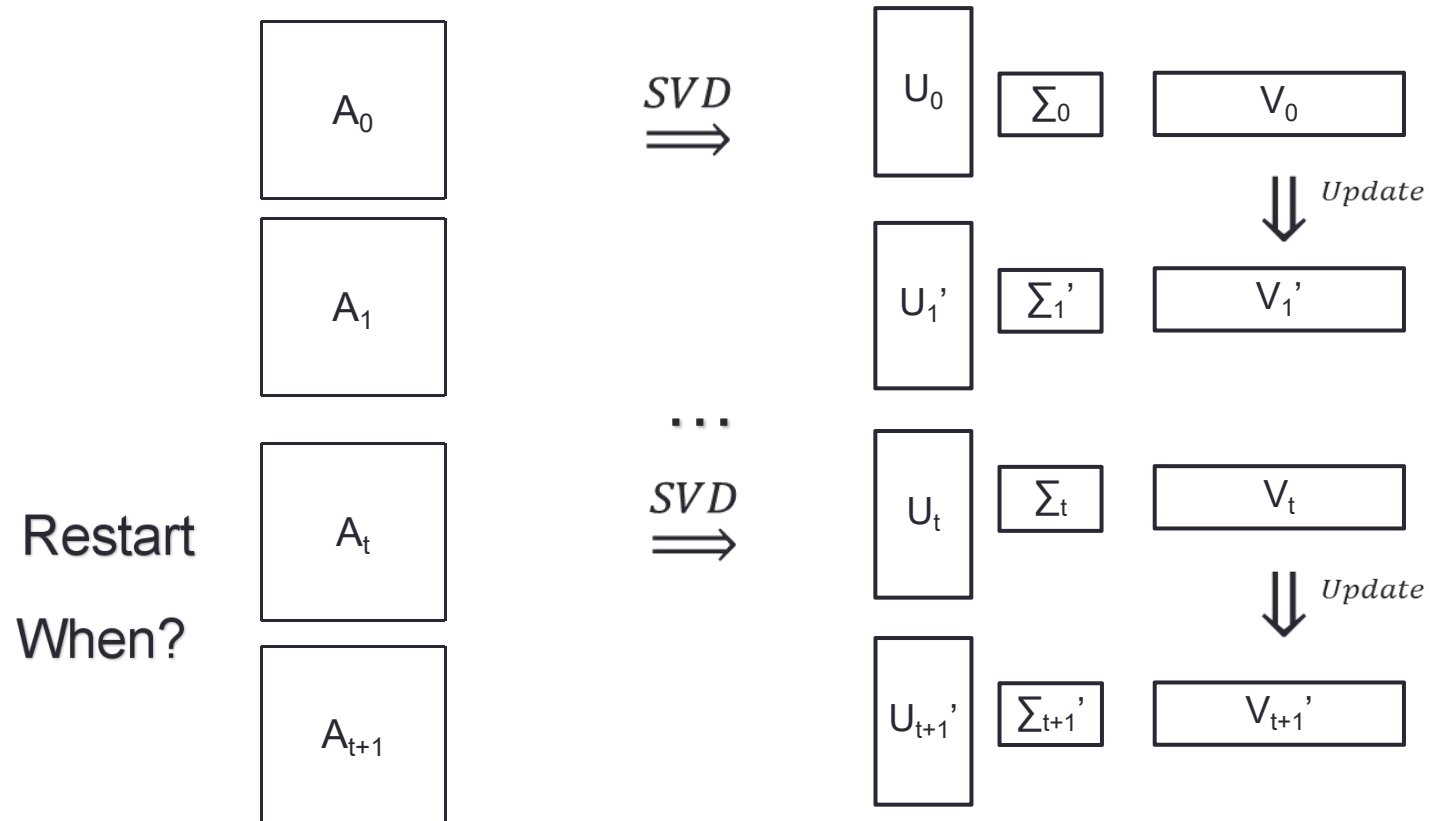 A₀
SVD
⟹
U₀
∑₀
V₀
⇓ Update
A₁
U₁’
∑₁’
V₁’
...
Restart
When?
Aₜ
SVD
⟹
Uₜ
∑ₜ
Vₜ
⇓ Update
Aₜ₊₁
Uₜ₊₁’
∑ₜ₊₁’
Vₜ₊₁’